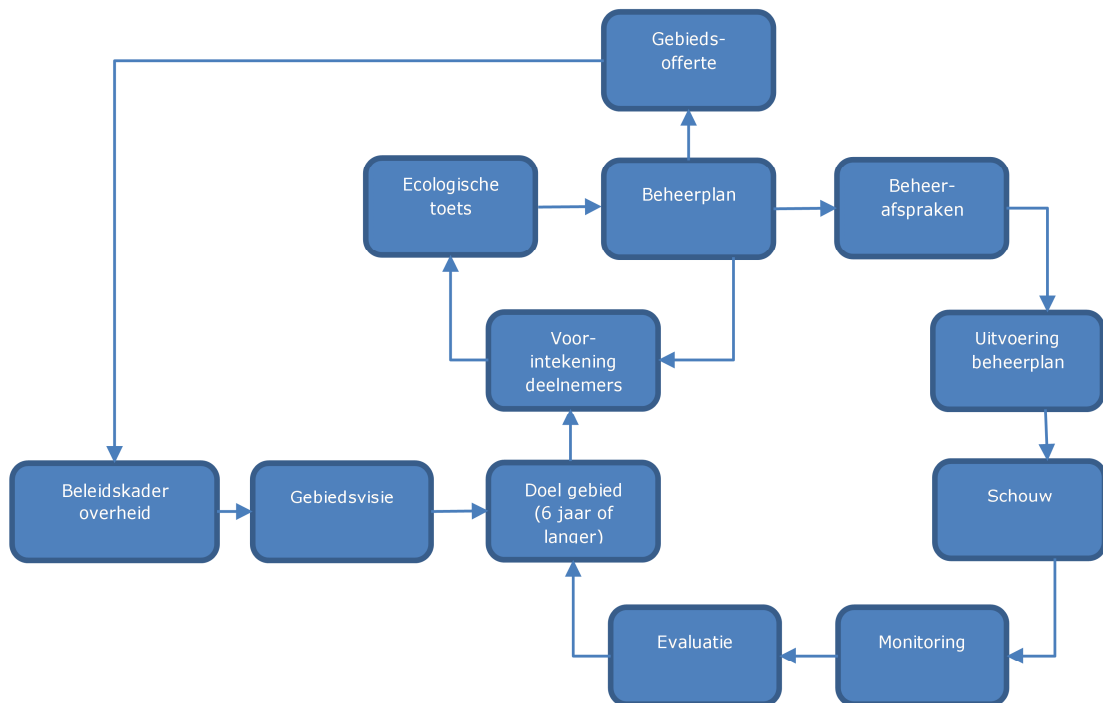 Gebieds-
offerte
Ecologische
toets
Beheerplan
Beheer-
afspraken
Voor-
intekening
deelnemers
Uitvoering
beheerplan
Beleidskader
overheid
Gebiedsvisie
Doel gebied
(6 jaar of
langer)
Schouw
Evaluatie
Monitoring